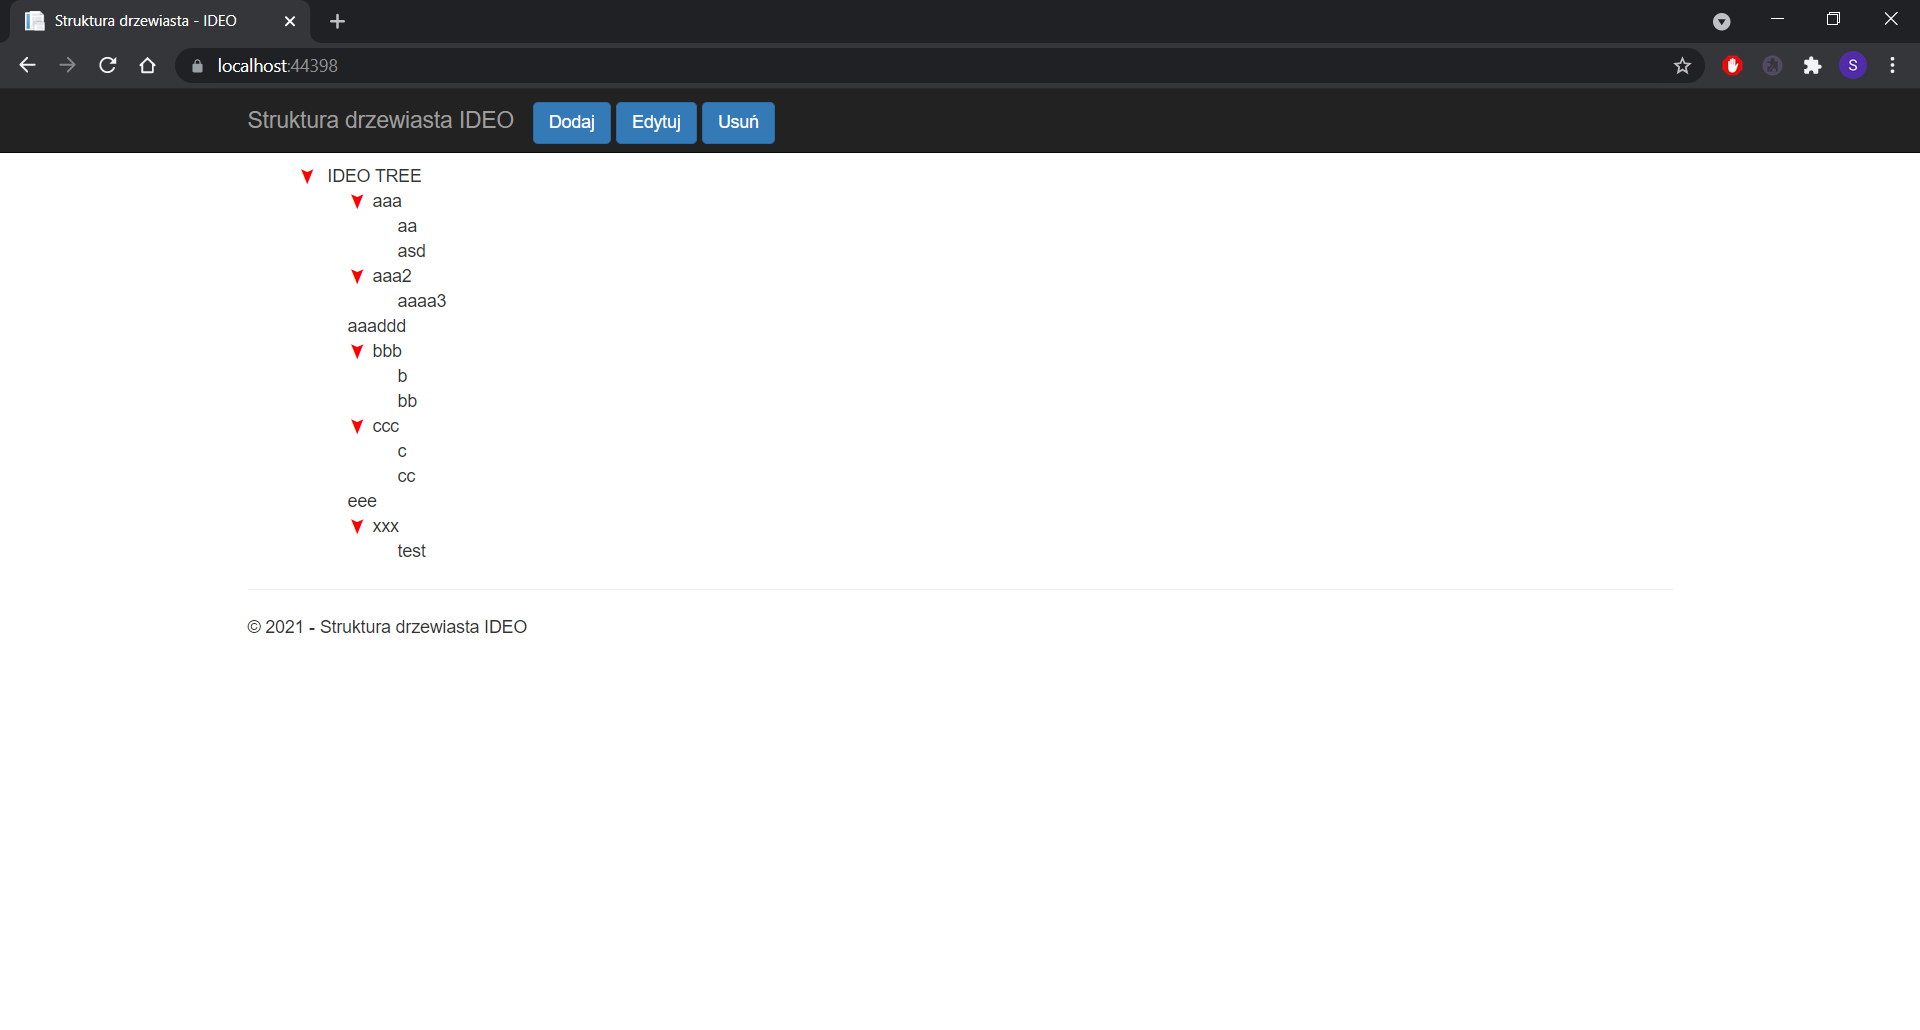 Struktura drzewiasta - IDEO
localhost:44398
S
Struktura drzewiasta IDEO Dodaj Edytuj Usuń
IDEO TREE
aaa
aa
asd
aaa2
aaaa3
aaaddd
bbb
b
bb
ccc
c
cc
eee
xxx
test
© 2021 - Struktura drzewiasta IDEO